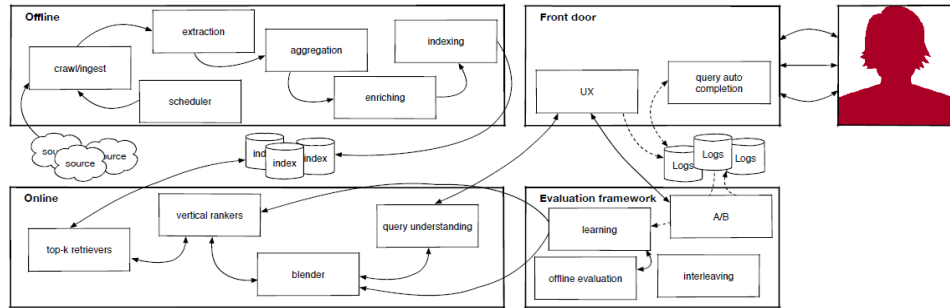 Offline
extraction
crawl/ingest
aggregation
indexing
scheduler
enriching
Front door
UX
query auto
completion
source
index
index
index
Logs
Logs
Logs
Online
vertical rankers
query understanding
top-k retrievers
blender
Evaluation framework
learning
A/B
offline evaluation
interleaving